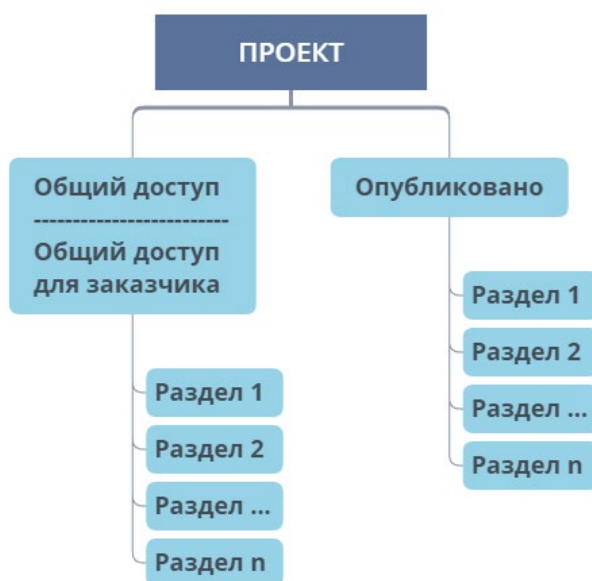 ПРОЕКТ
Общий доступ
-------------------------
Общий доступ
для заказчика
Раздел 1
Раздел 2
Раздел ...
Раздел n
Опубликовано
Раздел 1
Раздел 2
Раздел ...
Раздел n